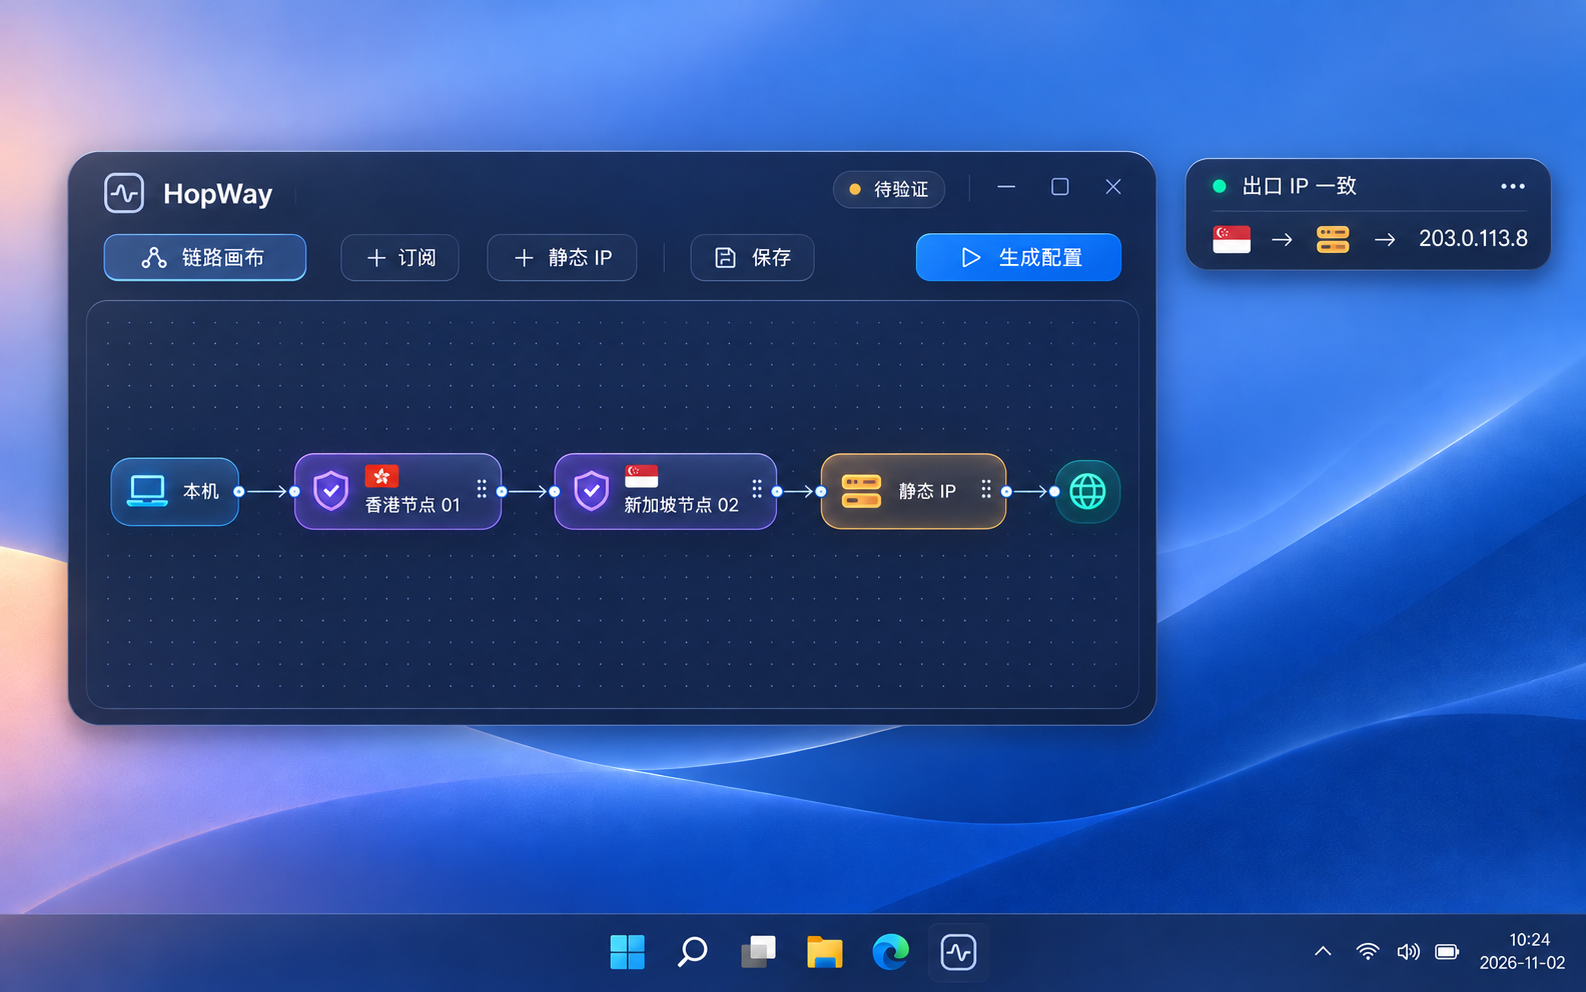 HopWay
待验证
链路画布
订阅
静态 IP
保存
生成配置
本机
香港节点 01
新加坡节点 02
静态 IP
出口 IP 一致
203.0.113.8
10:24
2026-11-02